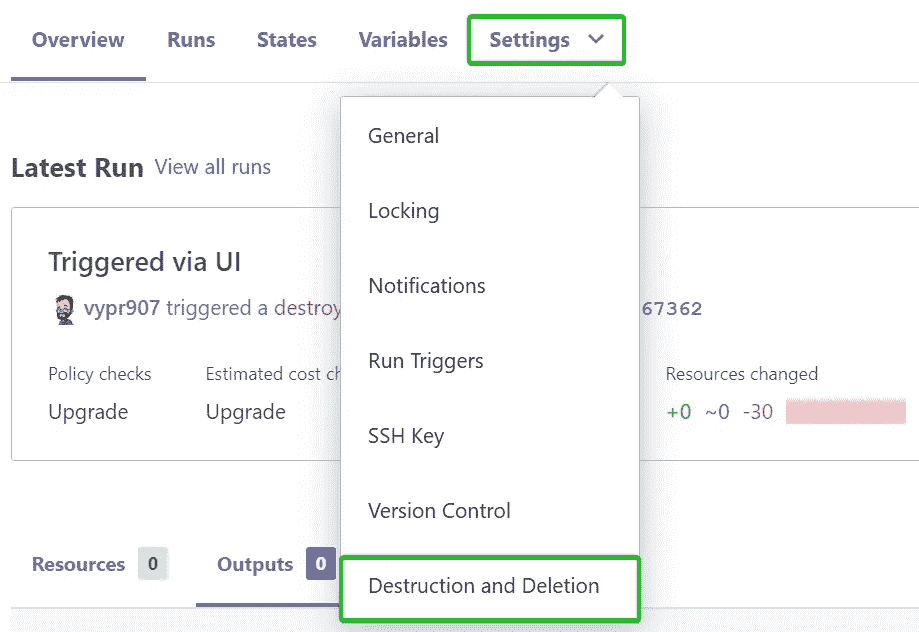 Overview Runs States Variables Settings
General
Latest Run View all runs
Locking
Triggered via UI
Notifications
vypr907 triggered a destroy 67362
Run Triggers
Policy checks Estimated cost ch Resources changed
Upgrade Upgrade +0 ~0 -30
SSH Key
Version Control
Resources 0 Outputs 0
Destruction and Deletion